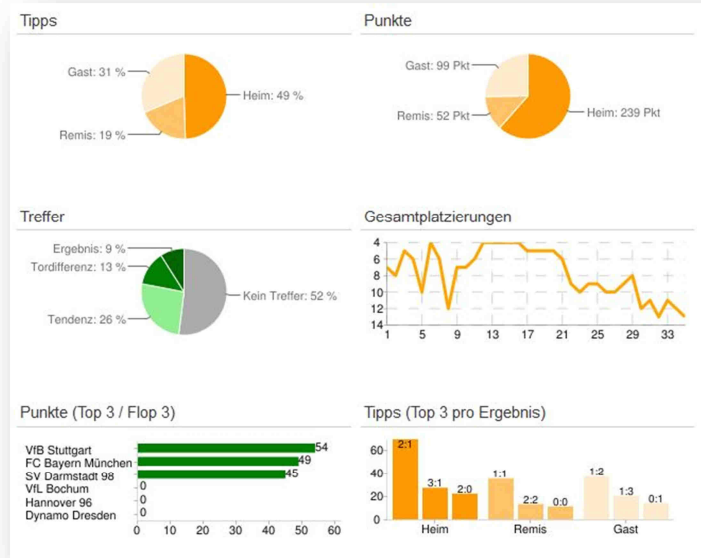 Tipps
Gast: 31 %
Heim: 49 %
Remis: 19 %
Punkte
Gast: 99 Pkt
Heim: 239 Pkt
Remis: 52 Pkt
Treffer
Ergebnis: 9 %
Tordifferenz: 13 %
Kein Treffer: 52 %
Tendenz: 26 %
Gesamtplatzierungen
4
6
8
10
12
14
1 5 9 13 17 21 25 29 33
Punkte (Top 3 / Flop 3)
VfB Stuttgart 54
FC Bayern München 49
SV Darmstadt 98 45
VfL Bochum 0
Hannover 96 0
Dynamo Dresden 0
0 10 20 30 40 50 60
Tipps (Top 3 pro Ergebnis)
60
40
20
0
2:1 3:1 2:0 1:1 2:2 0:0 1:2 1:3 0:1
Heim Remis Gast